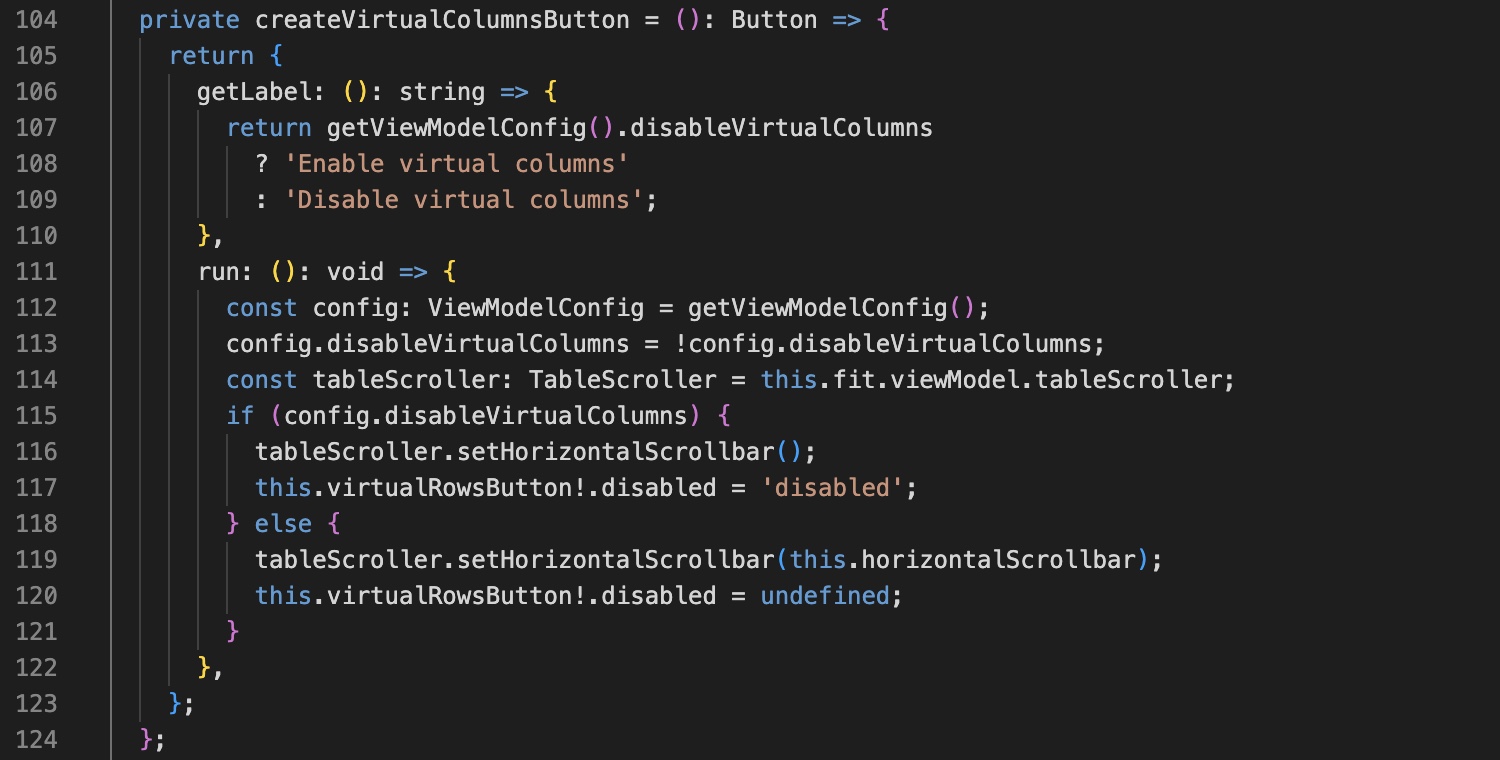 104 private createVirtualColumnsButton = (): Button => {
105 return {
106 getLabel: (): string => {
107 return getViewModelConfig().disableVirtualColumns
108 ? 'Enable virtual columns'
109 : 'Disable virtual columns';
110 },
111 run: (): void => {
112 const config: ViewModelConfig = getViewModelConfig();
113 config.disableVirtualColumns = !config.disableVirtualColumns;
114 const tableScroller: TableScroller = this.fit.viewModel.tableScroller;
115 if (config.disableVirtualColumns) {
116 tableScroller.setHorizontalScrollbar();
117 this.virtualRowsButton!.disabled = 'disabled';
118 } else {
119 tableScroller.setHorizontalScrollbar(this.horizontalScrollbar);
120 this.virtualRowsButton!.disabled = undefined;
121 }
122 },
123 };
124 };